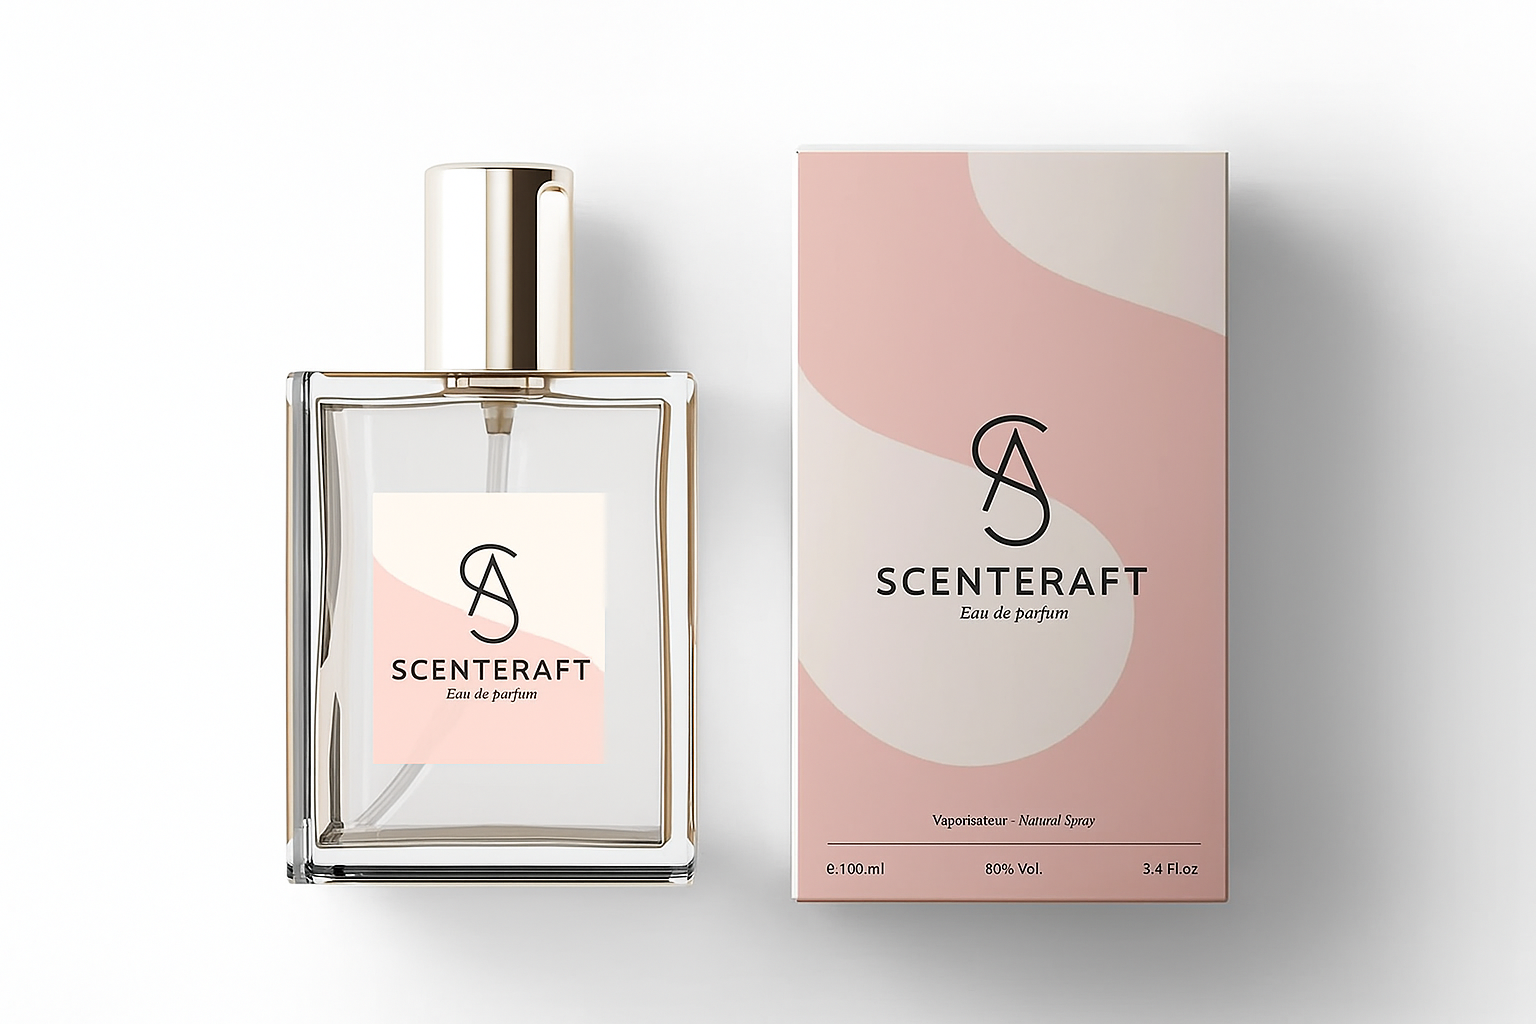 SA
SCENTERAFT
Eau de parfum
SA
SCENTERAFT
Eau de parfum
Vaporisateur - Natural Spray
e.100.ml 80% Vol. 3.4 Fl.oz